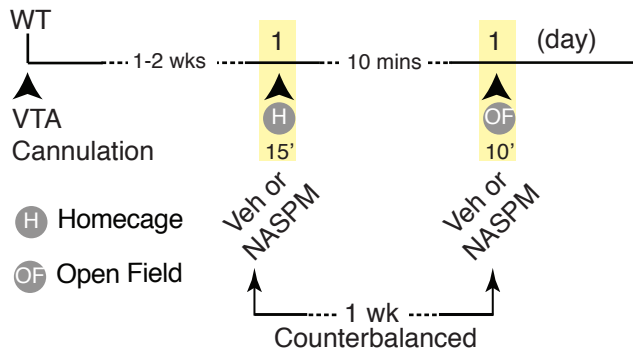 WT
1-2 wks
1
10 mins
1
(day)
VTA
Cannulation
H
15’
OF
10’
Veh or
NASPM
Veh or
NASPM
H Homecage
OF Open Field
1 wk
Counterbalanced